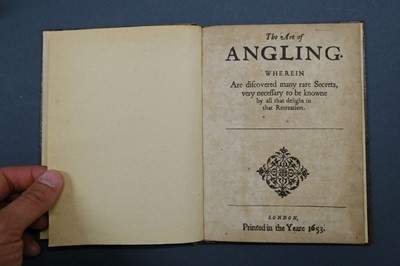 The Art of
ANGLING.
WHEREIN
Are discovered many rare Secrets,
very necessary to be knowne
by all that delight in
that Recreation.
LONDON,
Printed in the Yeare 1653.